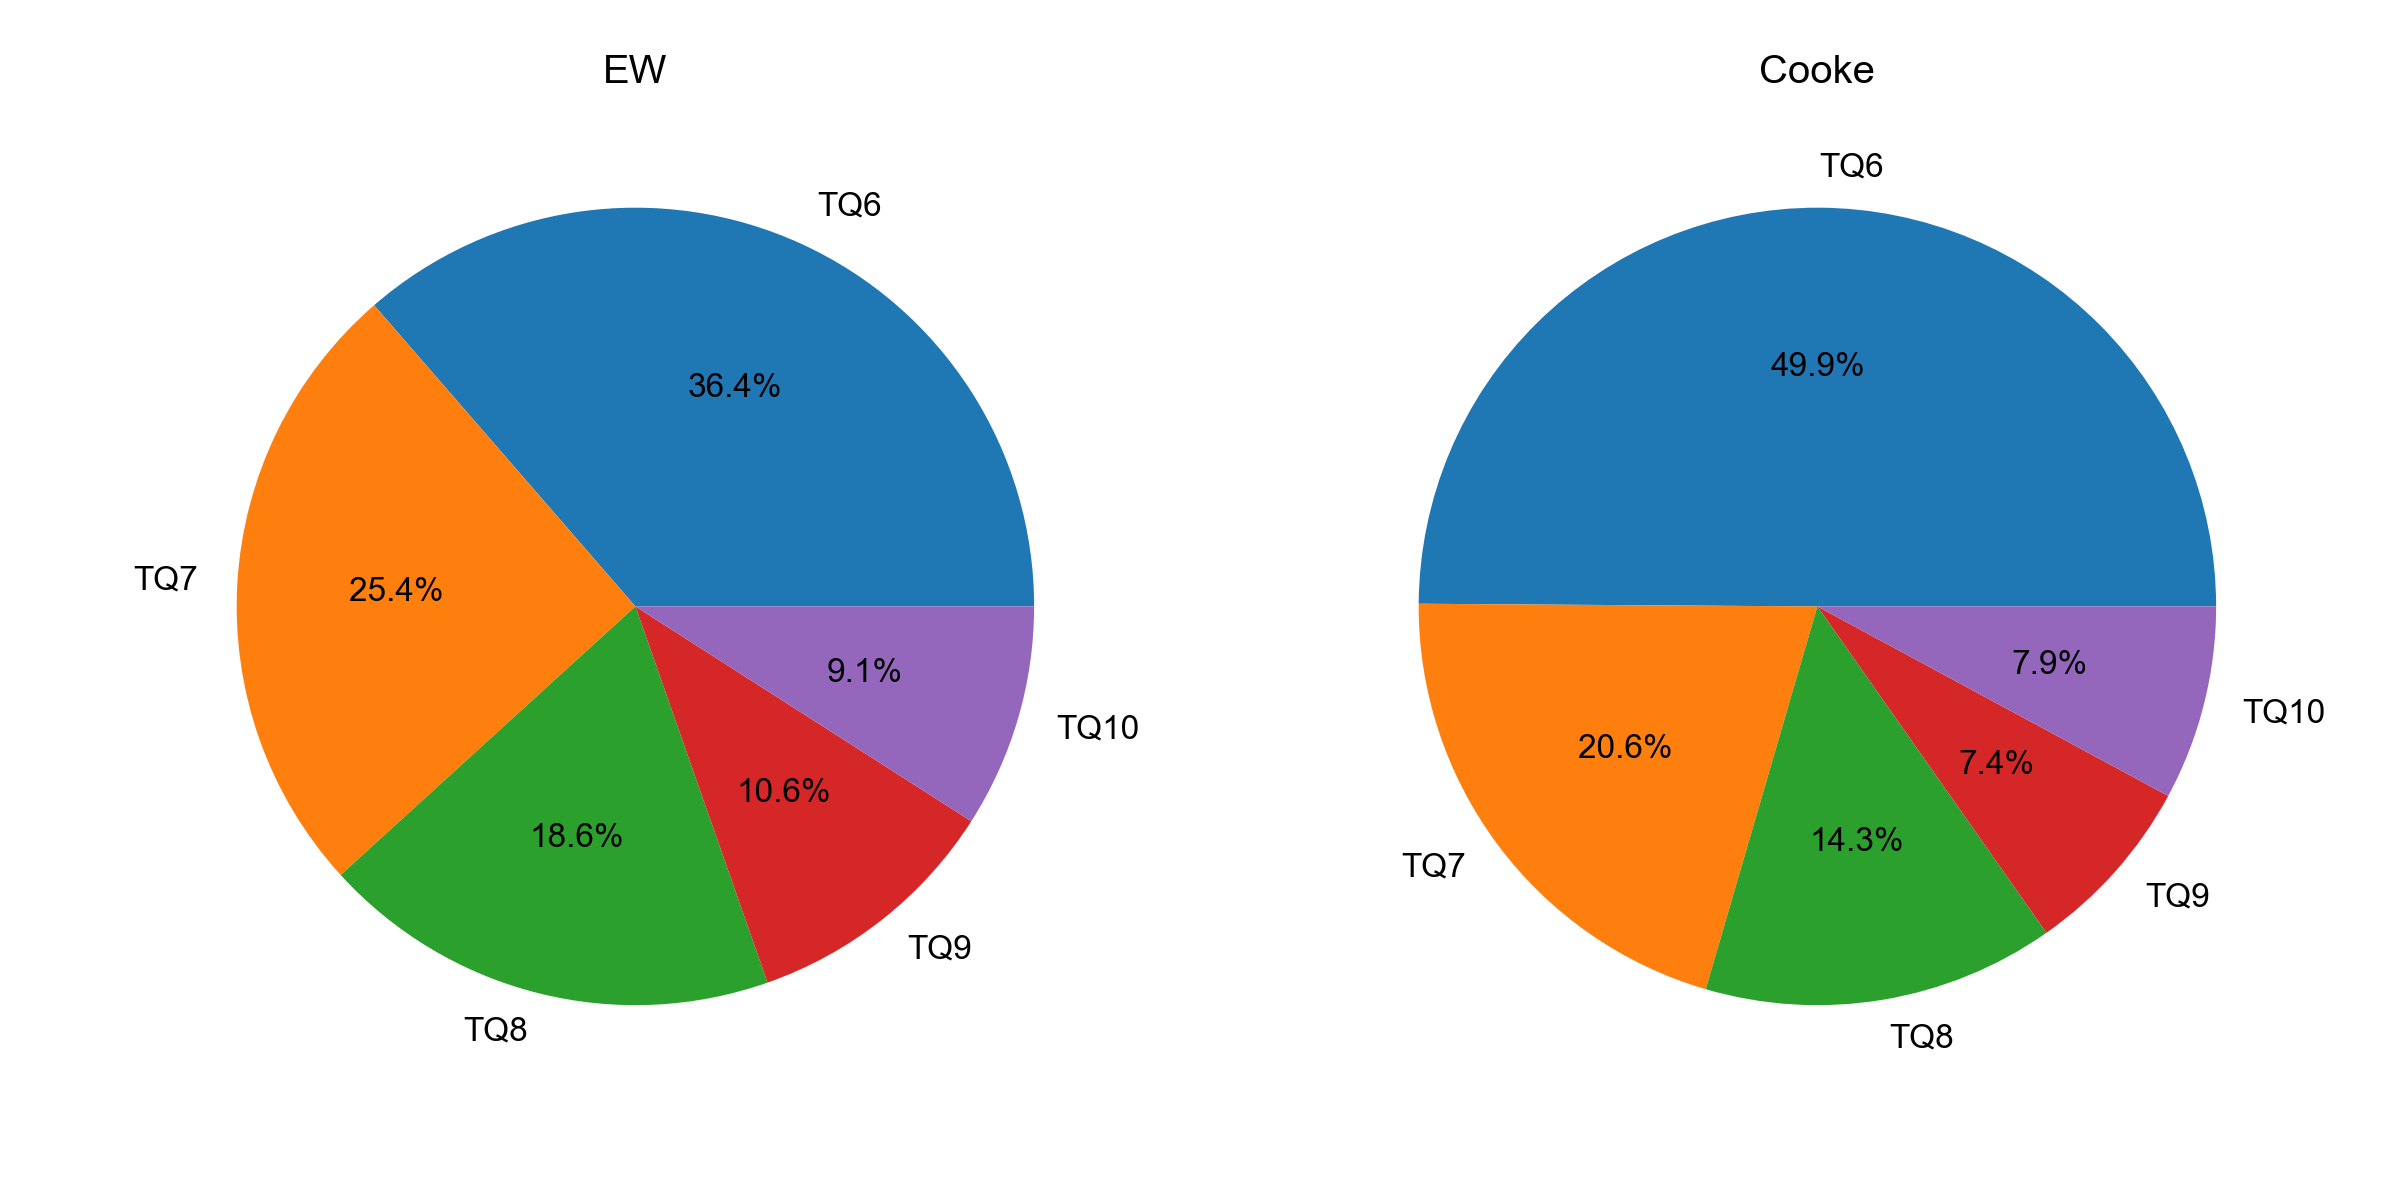 EW
TQ6
36.4%
TQ7
25.4%
TQ8
18.6%
TQ9
10.6%
TQ10
9.1%
Cooke
TQ6
49.9%
TQ7
20.6%
TQ8
14.3%
TQ9
7.4%
TQ10
7.9%